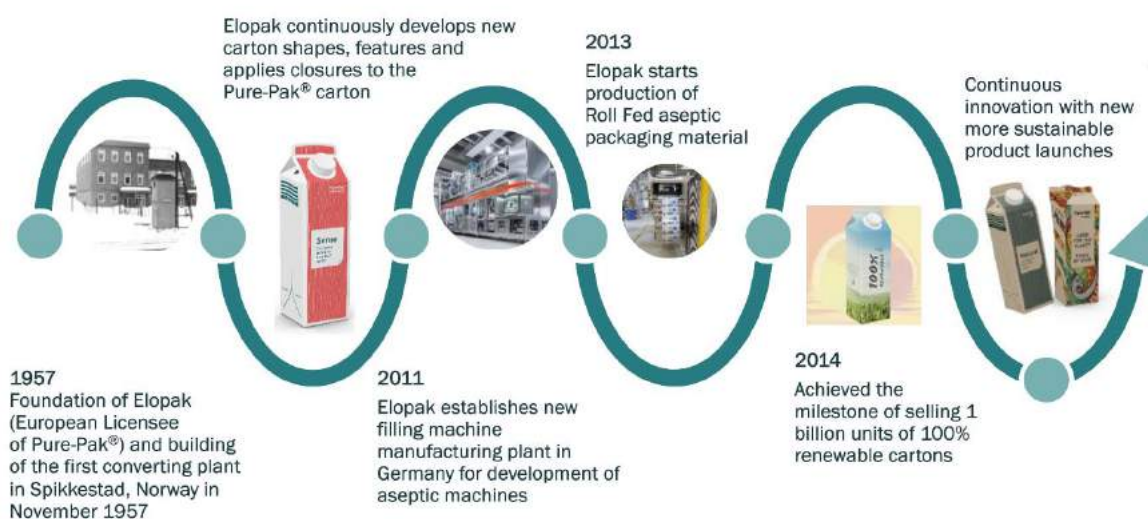 Elopak continuously develops new
carton shapes, features and
applies closures to the
Pure-Pak® carton
2013
Elopak starts
production of
Roll Fed aseptic
packaging material
Continuous
innovation with new
more sustainable
product launches
Sense
100%
1957
Foundation of Elopak
(European Licensee
of Pure-Pak®) and building
of the first converting plant
in Spikkestad, Norway in
November 1957
2011
Elopak establishes new
filling machine
manufacturing plant in
Germany for development of
aseptic machines
2014
Achieved the
milestone of selling 1
billion units of 100%
renewable cartons